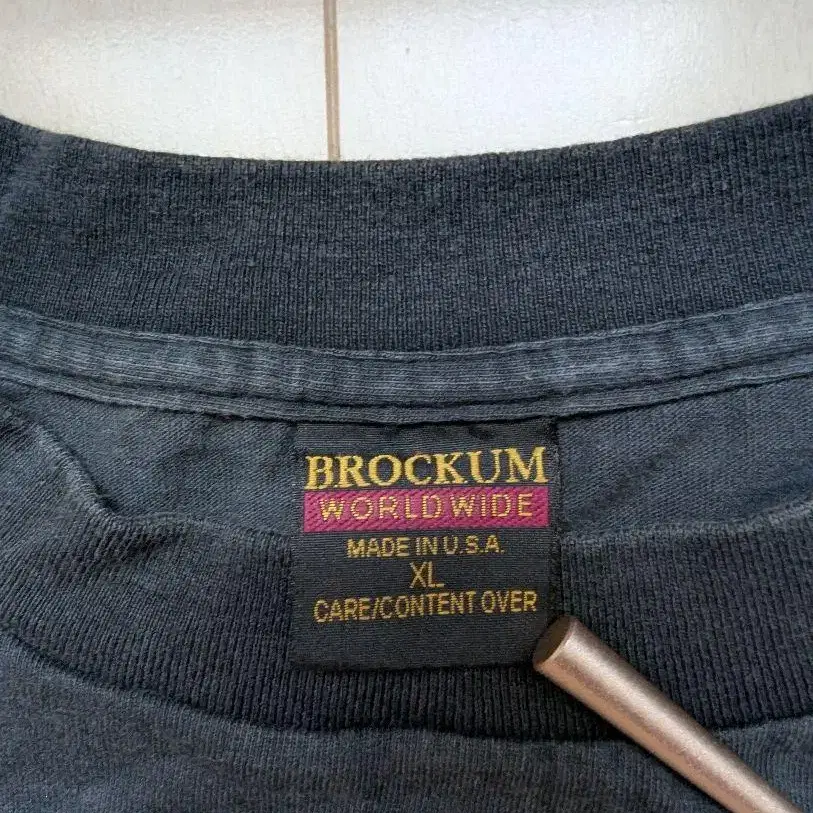 BROCKUM
WORLDWIDE
MADE IN U.S.A.
XL
CARE/CONTENT OVER